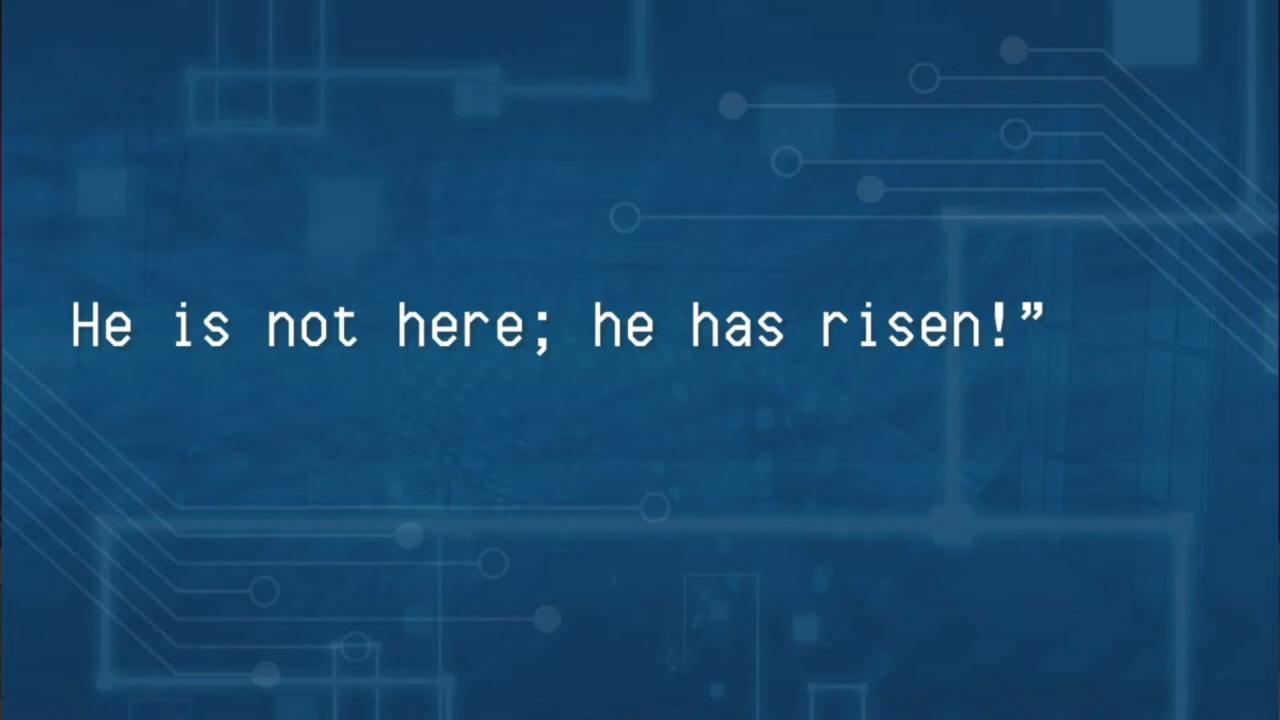 He is not here; he has risen!”